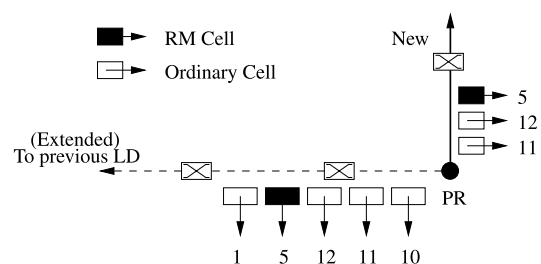 New
RM Cell
Ordinary Cell
5
12
11
(Extended)
To previous LD
PR
1 5 12 11 10